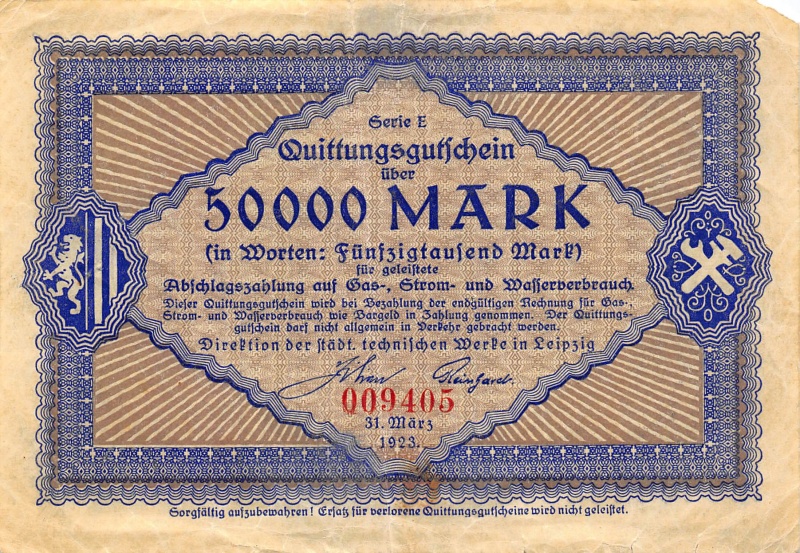 Serie E
Quittungsgutschein
über
50000 MARK
(in Worten: Fünfzigtausend Mark)
für geleistete
Abschlagszahlung auf Gas-, Strom- und Wasserverbrauch.
Dieser Quittungsgutschein wird bei Bezahlung der endgültigen Rechnung für Gas-,
Strom- und Wasserverbrauch wie Bargeld in Zahlung genommen. Der Quittungs-
gutschein darf nicht allgemein in Verkehr gebracht werden.
Direktion der städt. technischen Werke in Leipzig
Reinhardt.
009405
31. März
1923.
Sorgfältig aufzubewahren! Ersatz für verlorene Quittungsgutscheine wird nicht geleistet.